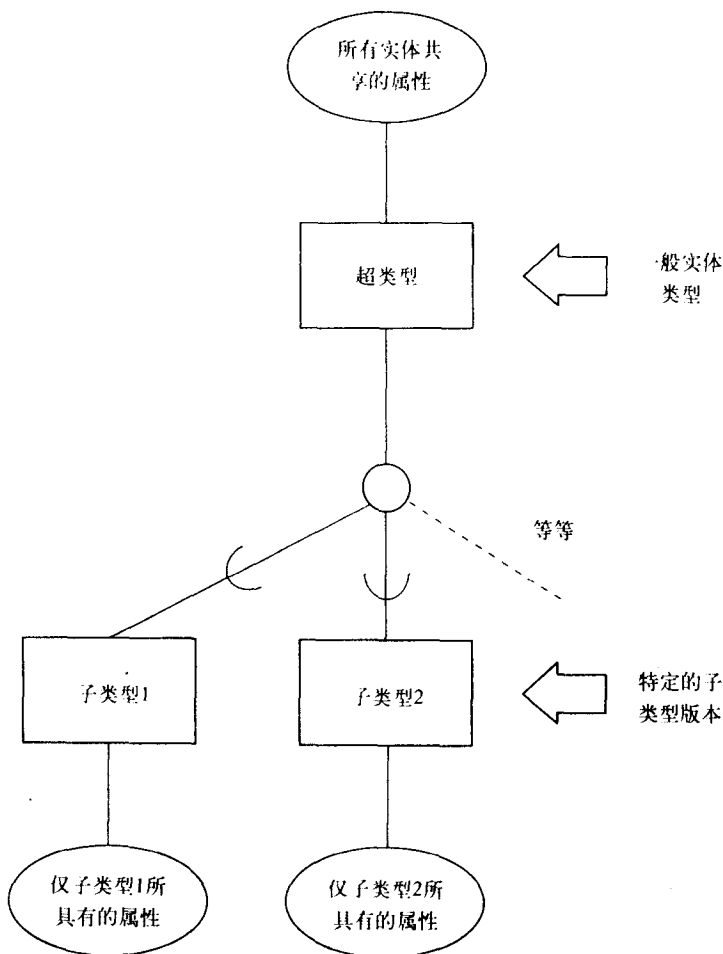 所有实体共
享的属性
超类型
一般实体
类型
等等
子类型1
子类型2
特定的子
类型版本
仅子类型1所
具有的属性
仅子类型2所
具有的属性